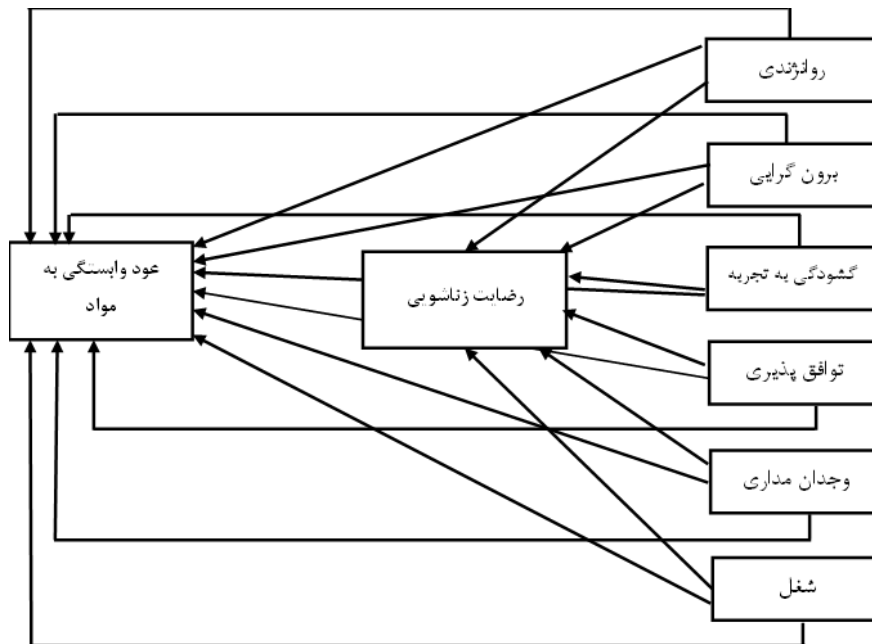 روانژندی
برون گرایی
گشودگی به تجربه
توافق پذیری
وجدان مداری
شغل
رضایت زناشویی
عود وابستگی به
مواد